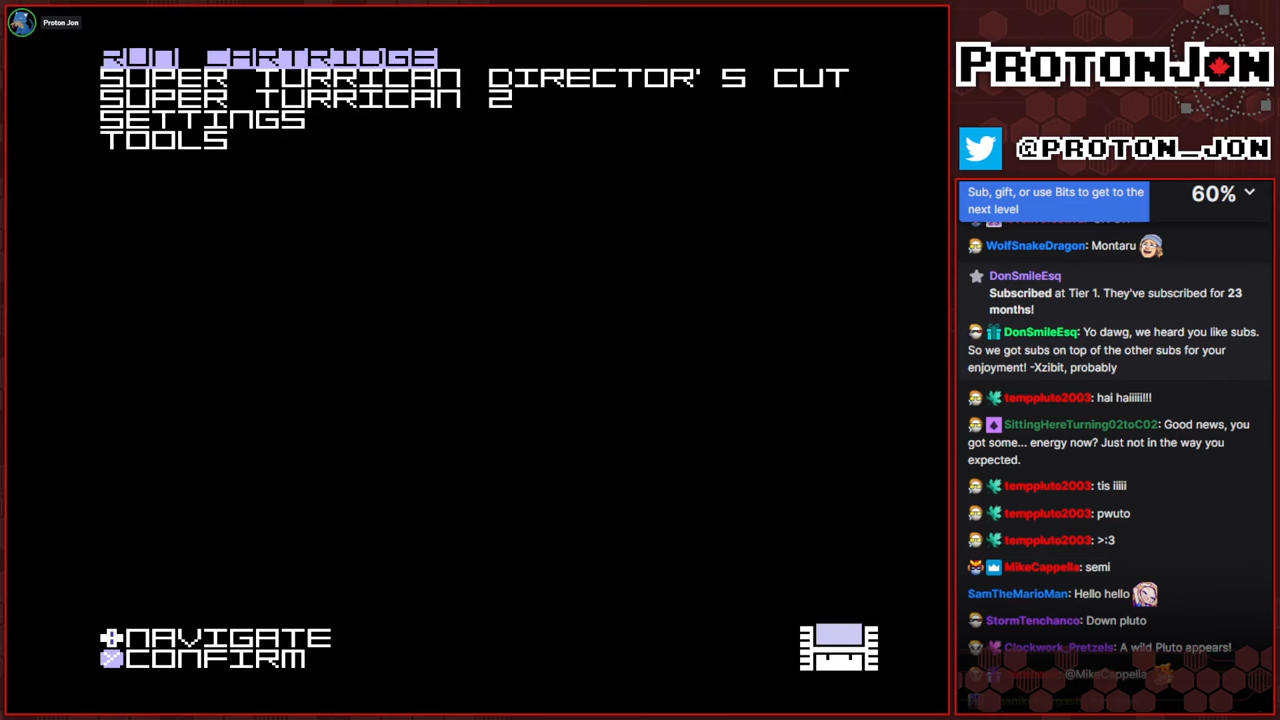 Proton Jon
RUN CARTRIDGE
SUPER TURRICAN DIRECTOR'S CUT
SUPER TURRICAN 2
SETTINGS
TOOLS
NAVIGATE
CONFIRM
PROTONJON
@PROTON_JON
Sub, gift, or use Bits to get to the
next level
60%
WolfSnakeDragon: Montaru
DonSmileEsq
Subscribed at Tier 1. They've subscribed for 23
months!
DonSmileEsq: Yo dawg, we heard you like subs.
So we got subs on top of the other subs for your
enjoyment! -Xzibit, probably
temppluto2003: hai haiiiii!!!
SittingHereTurning02toC02: Good news, you
got some... energy now? Just not in the way you
expected.
temppluto2003: tis iiiii
temppluto2003: pwuto
temppluto2003: >:3
MikeCappella: semi
SamTheMarioMan: Hello hello
StormTenchanco: Down pluto
Clockwork_Pretzels: A wild Pluto appears!
@MikeCappella